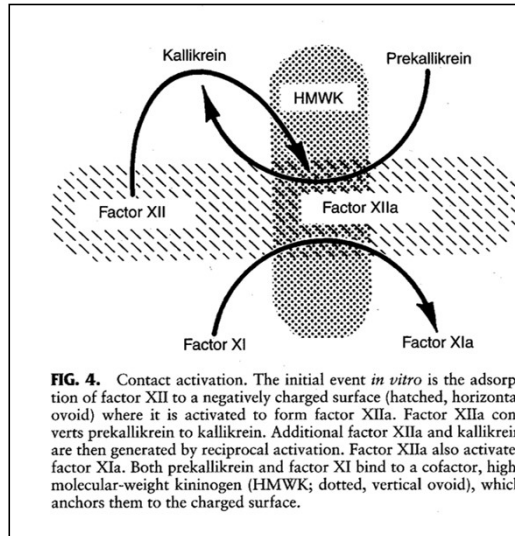 Kallikrein
Prekallikrein
HMWK
Factor XII
Factor XIIa
Factor XI
Factor XIa
FIG. 4. Contact activation. The initial event in vitro is the adsorp-
tion of factor XII to a negatively charged surface (hatched, horizonta
ovoid) where it is activated to form factor XIIa. Factor XIIa con
verts prekallikrein to kallikrein. Additional factor XIIa and kallikrein
are then generated by reciprocal activation. Factor XIIa also activate
factor XIa. Both prekallikrein and factor XI bind to a cofactor, high
molecular-weight kininogen (HMWK; dotted, vertical ovoid), which
anchors them to the charged surface.